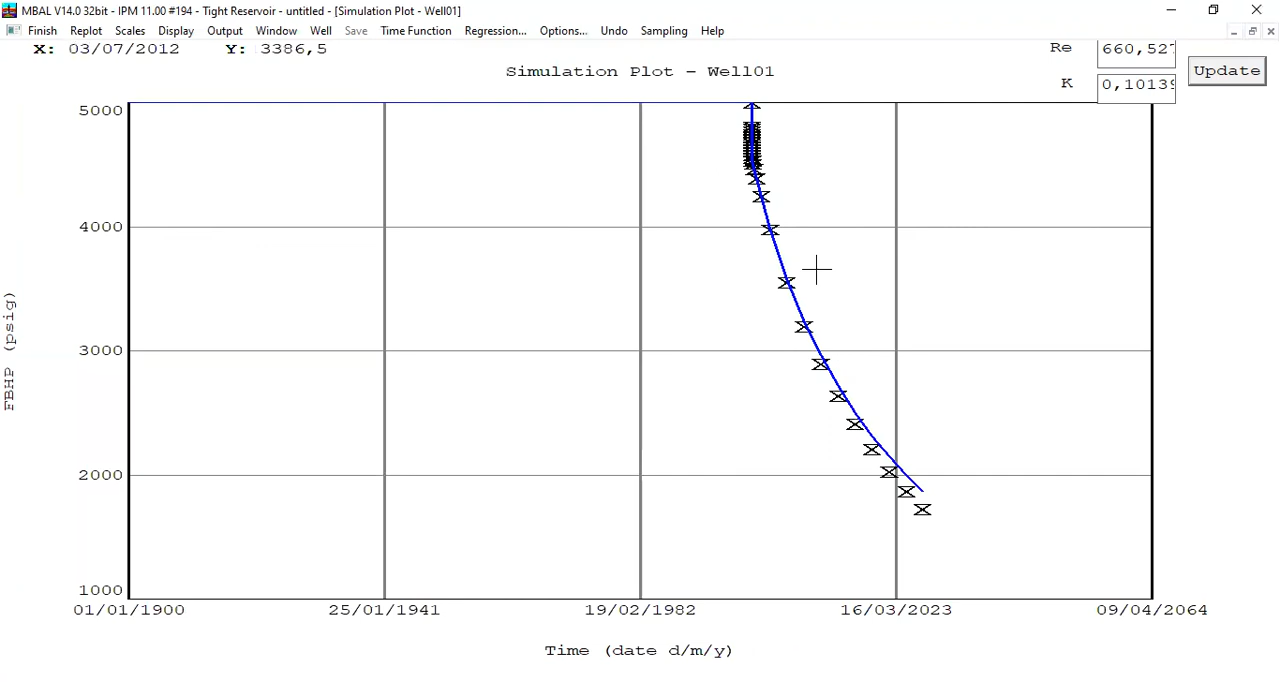 MBAL V14.0 32bit - IPM 11.00 #194 - Tight Reservoir - untitled - [Simulation Plot - Well01]
Finish Replot Scales Display Output Window Well Save Time Function Regression... Options... Undo Sampling Help
X: 03/07/2012 Y: 3386,5
Re 660,527
K 0,10139
Update
Simulation Plot - Well01
5000
4000
3000
2000
1000
FBHP (psig)
01/01/1900 25/01/1941 19/02/1982 16/03/2023 09/04/2064
Time (date d/m/y)